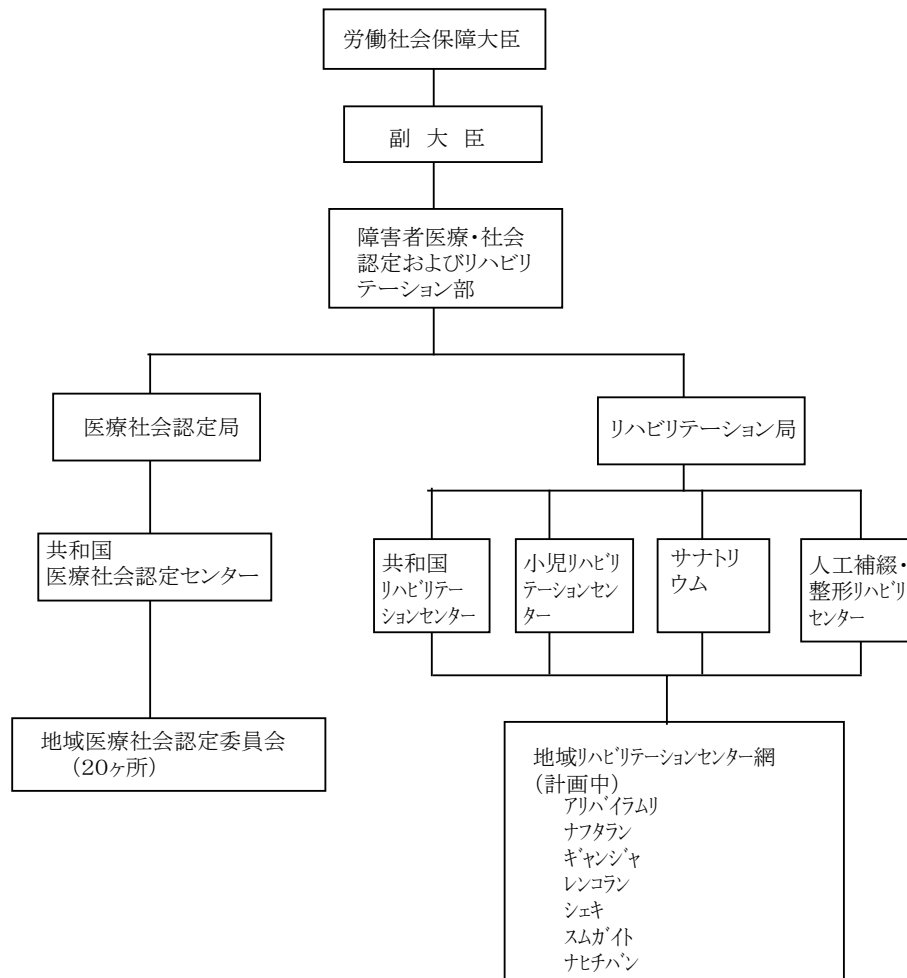 労働社会保障大臣
副 大 臣
障害者医療・社会
認定およびリハビリ
テーション部
医療社会認定局
リハビリテーション局
共和国
医療社会認定センター
共和国
リハビリテー
ションセンター
小児リハビリ
テーションセン
ター
サナトリ
ウム
人工補綴・
整形リハビリ
センター
地域医療社会認定委員会
(20ヶ所)
地域リハビリテーションセンター網
(計画中)
アリバイラムリ
ナフタラン
ギャンジャ
レンコラン
シェキ
スムガイト
ナヒチバン